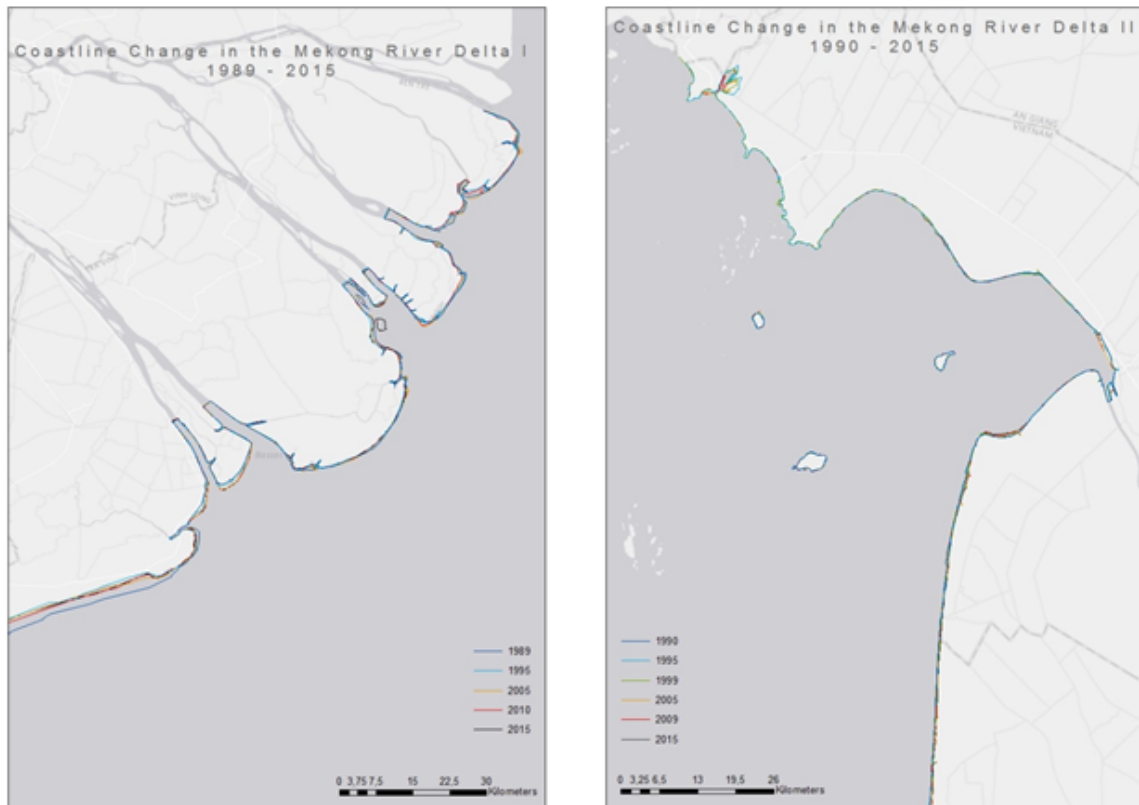 Coastline Change in the Mekong River Delta I
1989 - 2015
1989
1995
2005
2010
2015
0 3,75 7,5 15 22,5 30
Kilometers
Coastline Change in the Mekong River Delta II
1990 - 2015
AN GIANG
VIETNAM
1990
1995
1999
2005
2009
2015
0 3,25 6,5 13 19,5 26
Kilometers